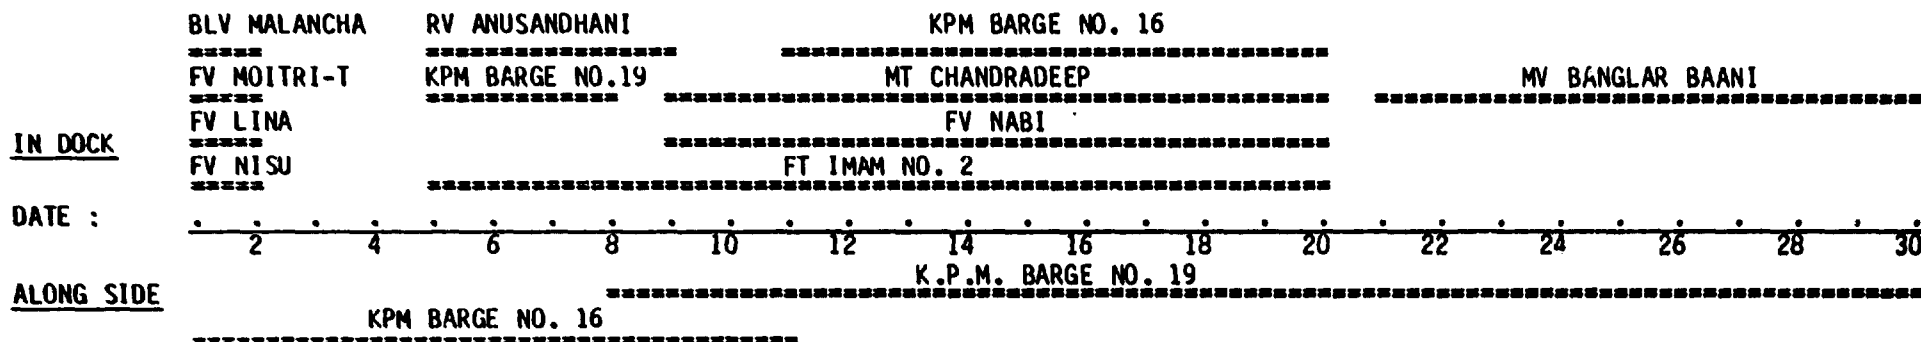 BLV MALANCHA RV ANUSANDHANI KPM BARGE NO. 16
FV MOITRI-T KPM BARGE NO.19 MT CHANDRADEEP MV BANGLAR BAANI
FV LINA FV NABI
IN DOCK
FV NISU FT IMAM NO. 2
DATE :
2 4 6 8 10 12 14 16 18 20 22 24 26 28 30
K.P.M. BARGE NO. 19
ALONG SIDE
KPM BARGE NO. 16